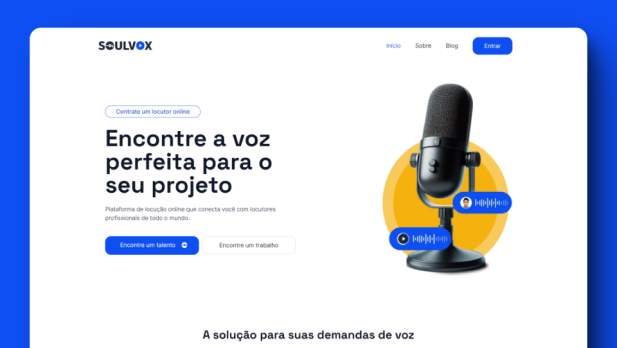 SOULVOX
Início Sobre Blog Entrar
Contrate um locutor online
Encontre a voz
perfeita para o
seu projeto
Plataforma de locução online que conecta você com locutores
profissionais de todo o mundo.
Encontre um talento Encontre um trabalho
A solução para suas demandas de voz